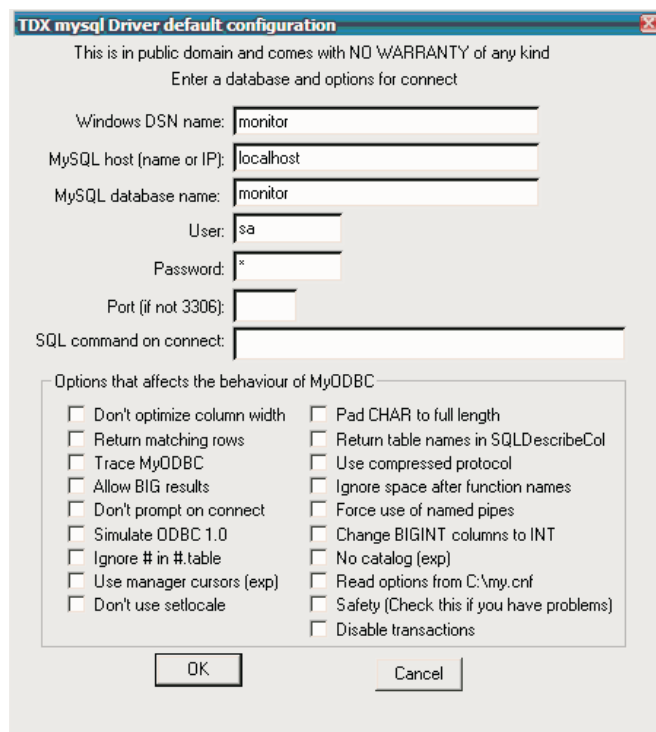 TDX mysql Driver default configuration
This is in public domain and comes with NO WARRANTY of any kind
Enter a database and options for connect
Windows DSN name: monitor
MySQL host (name or IP): localhost
MySQL database name: monitor
User: sa
Password: *
Port (if not 3306):
SQL command on connect:
Options that affects the behaviour of MyODBC
Don't optimize column width
Return matching rows
Trace MyODBC
Allow BIG results
Don't prompt on connect
Simulate ODBC 1.0
Ignore # in #.table
Use manager cursors (exp)
Don't use setlocale
Pad CHAR to full length
Return table names in SQLDescribeCol
Use compressed protocol
Ignore space after function names
Force use of named pipes
Change BIGINT columns to INT
No catalog (exp)
Read options from C:\my.cnf
Safety (Check this if you have problems)
Disable transactions
OK
Cancel